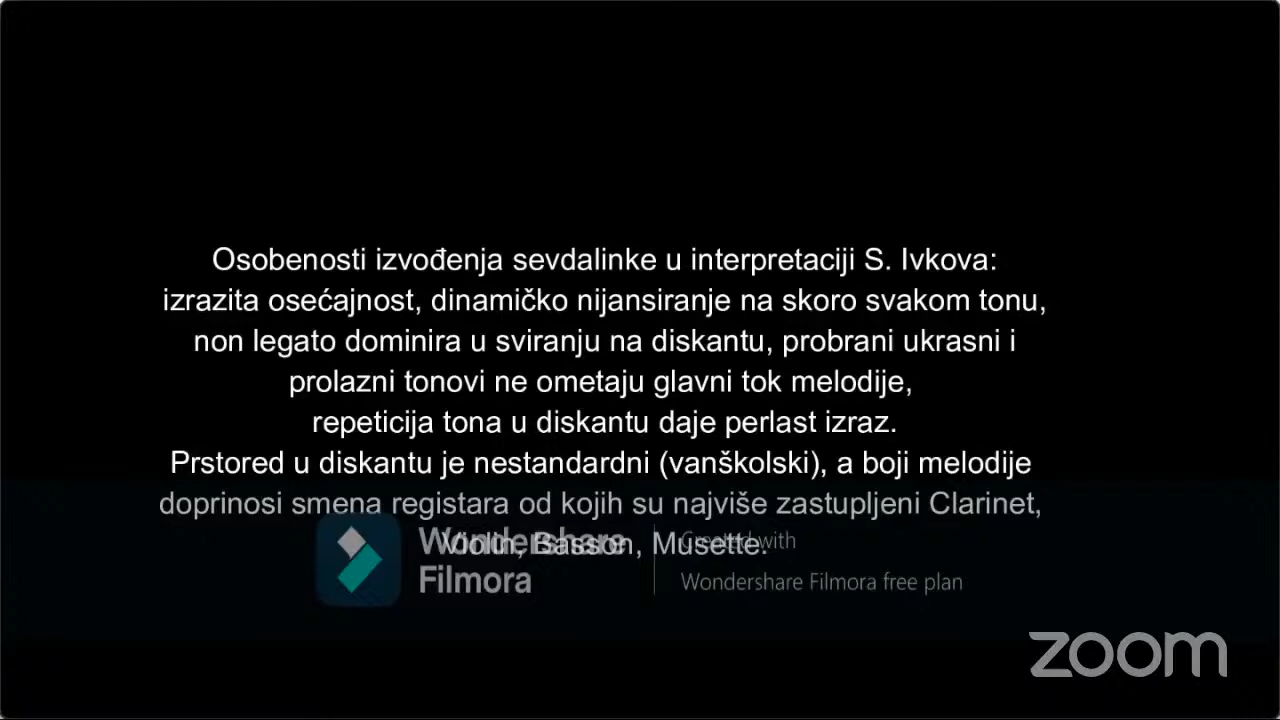 Osobenosti izvođenja sevdalinke u interpretaciji S. Ivkova:
izrazita osećajnost, dinamičko nijansiranje na skoro svakom tonu,
non legato dominira u sviranju na diskantu, probrani ukrasni i
prolazni tonovi ne ometaju glavni tok melodije,
repeticija tona u diskantu daje perlast izraz.
Prstored u diskantu je nestandardni (vanškolski), a boji melodije
doprinosi smena registara od kojih su najviše zastupljeni Clarinet,
Violin, Basson, Musette.
Wondershare
Filmora
Created with
Wondershare Filmora free plan
zoom